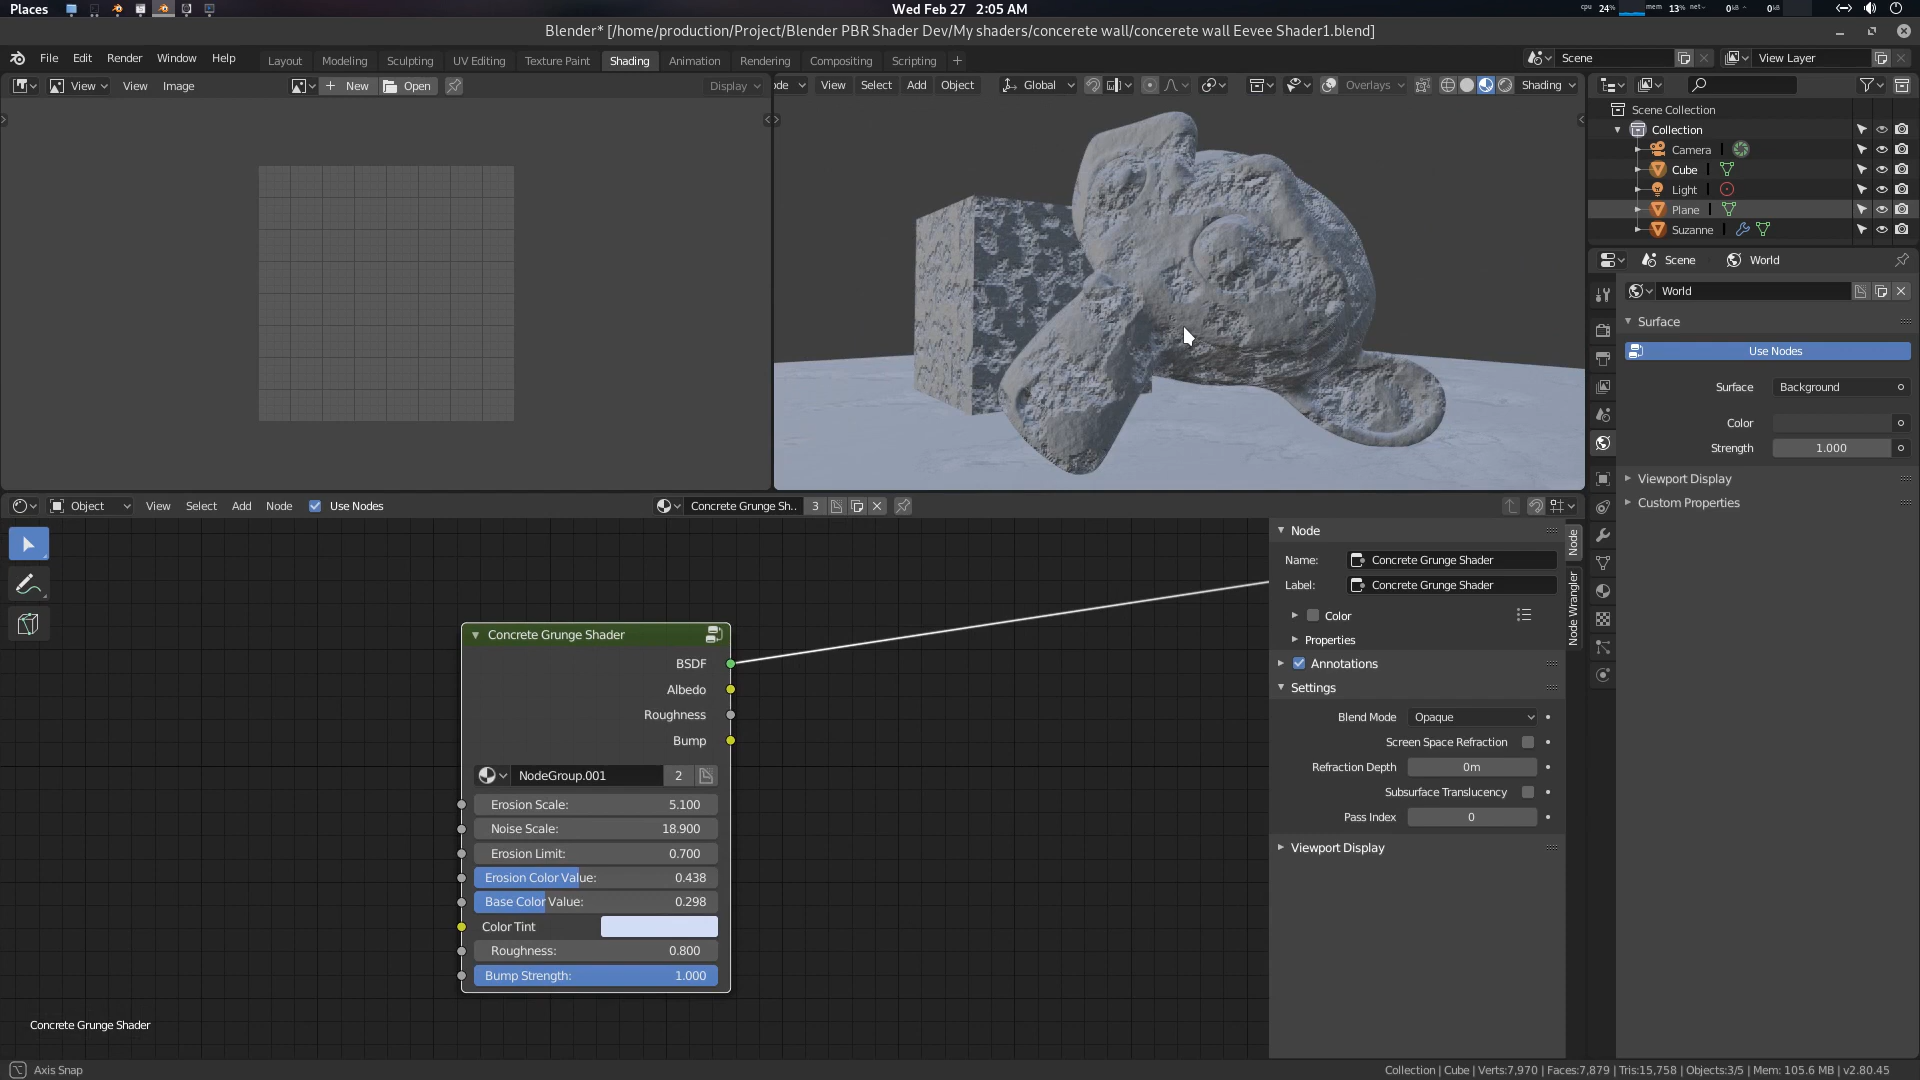 Places
Wed Feb 27 2:05 AM
cpu 24% mem 13% net 0kB 0kB
Blender* [/home/production/Project/Blender PBR Shader Dev/My shaders/concerete wall/concerete wall Eevee Shader1.blend]
File Edit Render Window Help
Layout Modeling Sculpting UV Editing Texture Paint Shading Animation Rendering Compositing Scripting +
Scene
View Layer
View View Image
New Open
Display
de View Select Add Object
Global
Overlays
Shading
Scene Collection
Collection
Camera
Cube
Light
Plane
Suzanne
Scene World
World
Surface
Use Nodes
Surface Background
Color
Strength 1.000
Viewport Display
Custom Properties
Object View Select Add Node Use Nodes
Concrete Grunge Sh.. 3
Node
Name: Concrete Grunge Shader
Label: Concrete Grunge Shader
Color
Properties
Annotations
Settings
Blend Mode Opaque
Screen Space Refraction
Refraction Depth 0m
Subsurface Translucency
Pass Index 0
Viewport Display
Node
Node Wrangler
Concrete Grunge Shader
BSDF
Albedo
Roughness
Bump
NodeGroup.001 2
Erosion Scale: 5.100
Noise Scale: 18.900
Erosion Limit: 0.700
Erosion Color Value: 0.438
Base Color Value: 0.298
Color Tint
Roughness: 0.800
Bump Strength: 1.000
Concrete Grunge Shader
Axis Snap
Collection | Cube | Verts:7,970 | Faces:7,879 | Tris:15,758 | Objects:3/5 | Mem: 105.6 MB | v2.80.45